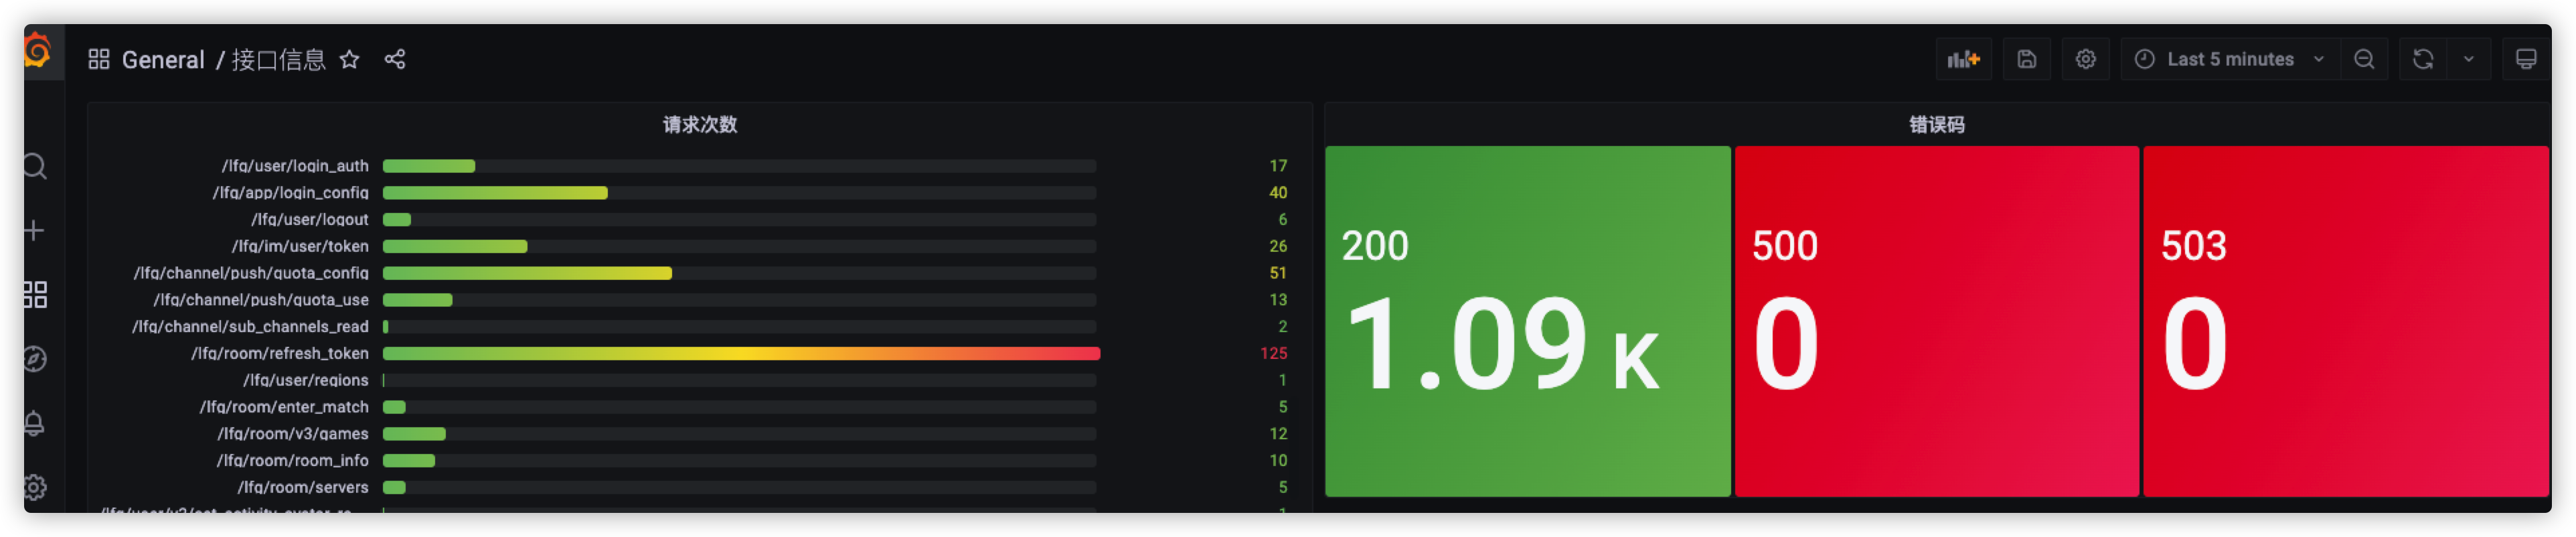 General / 接口信息
Last 5 minutes
请求次数
/lfg/user/login_auth 17
/lfg/app/login_config 40
/lfg/user/logout 6
/lfg/im/user/token 26
/lfg/channel/push/quota_config 51
/lfg/channel/push/quota_use 13
/lfg/channel/sub_channels_read 2
/lfg/room/refresh_token 125
/lfg/user/regions 1
/lfg/room/enter_match 5
/lfg/room/v3/games 12
/lfg/room/room_info 10
/lfg/room/servers 5
错误码
200
1.09 K
500
0
503
0